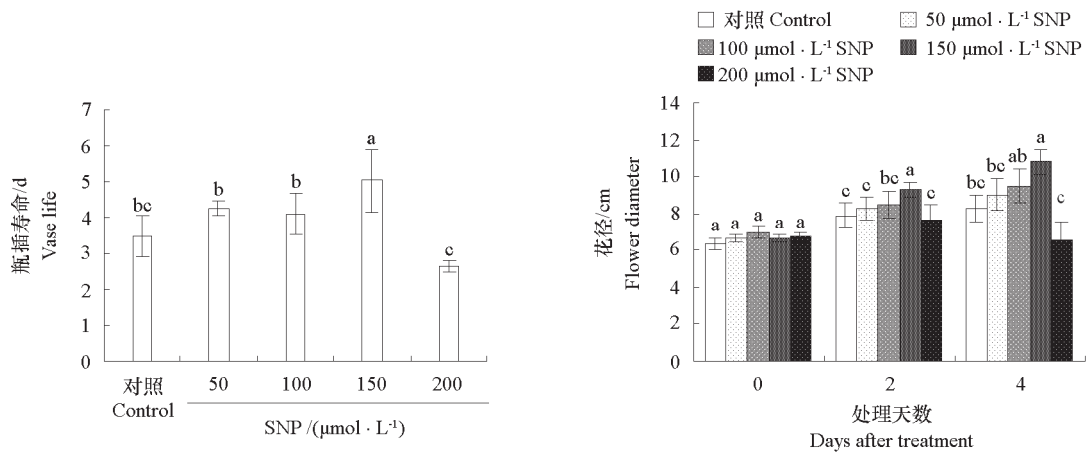 7
6
5
4
3
2
1
0
瓶插寿命/d
Vase life
bc
b
b
a
c
对照
Control
50
100
150
200
SNP /(μmol · L⁻¹)
对照 Control
50 μmol · L⁻¹ SNP
100 μmol · L⁻¹ SNP
150 μmol · L⁻¹ SNP
200 μmol · L⁻¹ SNP
14
12
10
8
6
4
2
0
花径/cm
Flower diameter
a a a a a
c c bc a c
bc bc ab a c
0 2 4
处理天数
Days after treatment